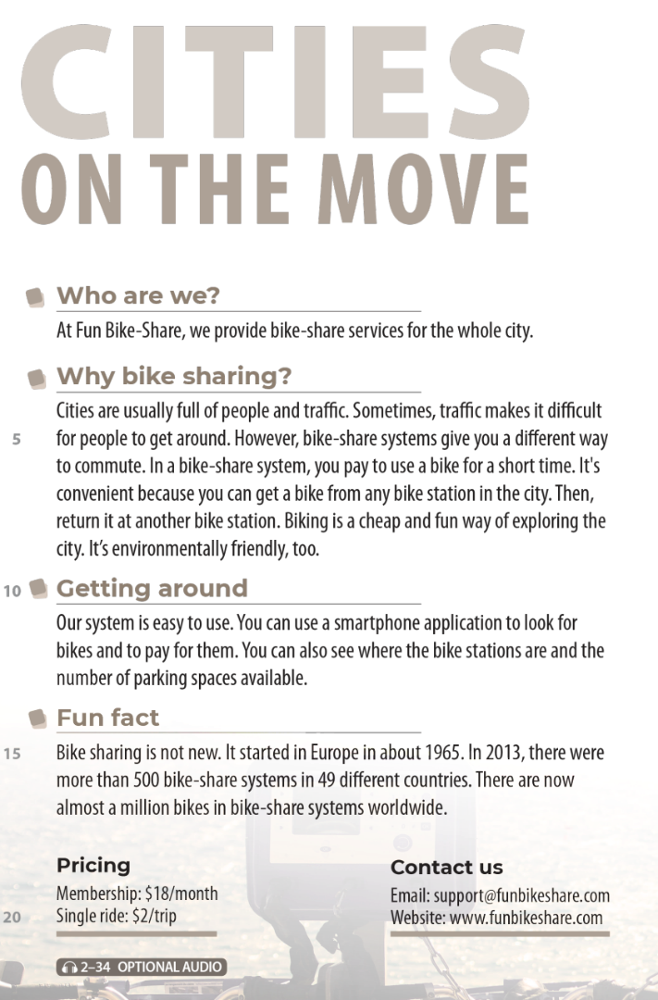 CITIES
ON THE MOVE
Who are we?
At Fun Bike-Share, we provide bike-share services for the whole city.
Why bike sharing?
Cities are usually full of people and traffic. Sometimes, traffic makes it difficult
5 for people to get around. However, bike-share systems give you a different way
to commute. In a bike-share system, you pay to use a bike for a short time. It's
convenient because you can get a bike from any bike station in the city. Then,
return it at another bike station. Biking is a cheap and fun way of exploring the
city. It’s environmentally friendly, too.
10 Getting around
Our system is easy to use. You can use a smartphone application to look for
bikes and to pay for them. You can also see where the bike stations are and the
number of parking spaces available.
Fun fact
15 Bike sharing is not new. It started in Europe in about 1965. In 2013, there were
more than 500 bike-share systems in 49 different countries. There are now
almost a million bikes in bike-share systems worldwide.
Pricing
Membership: $18/month
20 Single ride: $2/trip
Contact us
Email: support@funbikeshare.com
Website: www.funbikeshare.com
2–34 OPTIONAL AUDIO